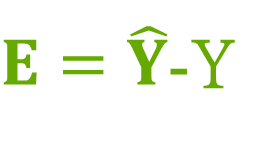 E = Ŷ-Y